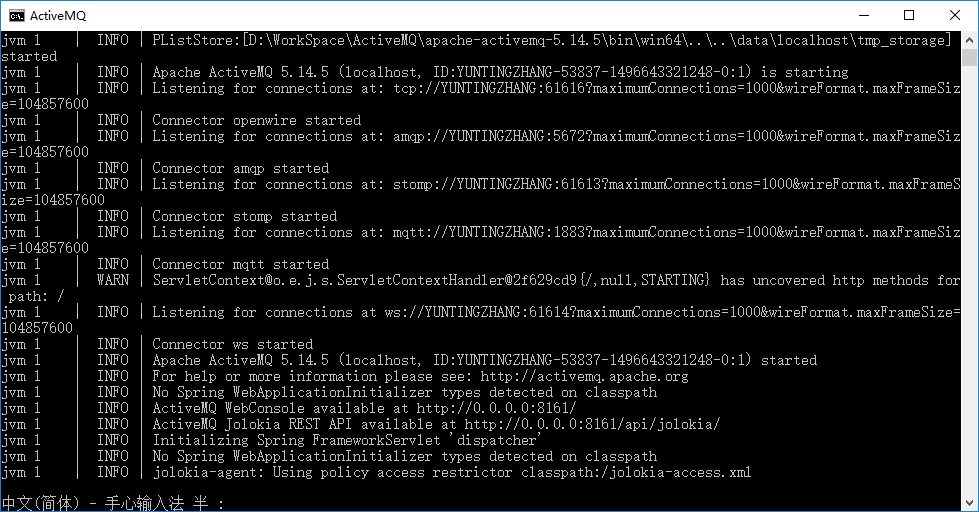 ActiveMQ
jvm 1    | INFO | PListStore:[D:\WorkSpace\ActiveMQ\apache-activemq-5.14.5\bin\win64\..\..\data\localhost\tmp_storage]
started
jvm 1    | INFO | Apache ActiveMQ 5.14.5 (localhost, ID:YUNTINGZHANG-53837-1496643321248-0:1) is starting
jvm 1    | INFO | Listening for connections at: tcp://YUNTINGZHANG:61616?maximumConnections=1000&wireFormat.maxFrameSiz
e=104857600
jvm 1    | INFO | Connector openwire started
jvm 1    | INFO | Listening for connections at: amqp://YUNTINGZHANG:5672?maximumConnections=1000&wireFormat.maxFrameSiz
e=104857600
jvm 1    | INFO | Connector amqp started
jvm 1    | INFO | Listening for connections at: stomp://YUNTINGZHANG:61613?maximumConnections=1000&wireFormat.maxFrameS
ize=104857600
jvm 1    | INFO | Connector stomp started
jvm 1    | INFO | Listening for connections at: mqtt://YUNTINGZHANG:1883?maximumConnections=1000&wireFormat.maxFrameSiz
e=104857600
jvm 1    | INFO | Connector mqtt started
jvm 1    | WARN | ServletContext@o.e.j.s.ServletContextHandler@2f629cd9{/,null,STARTING} has uncovered http methods for
path: /
jvm 1    | INFO | Listening for connections at ws://YUNTINGZHANG:61614?maximumConnections=1000&wireFormat.maxFrameSize=
104857600
jvm 1    | INFO | Connector ws started
jvm 1    | INFO | Apache ActiveMQ 5.14.5 (localhost, ID:YUNTINGZHANG-53837-1496643321248-0:1) started
jvm 1    | INFO | For help or more information please see: http://activemq.apache.org
jvm 1    | INFO | No Spring WebApplicationInitializer types detected on classpath
jvm 1    | INFO | ActiveMQ WebConsole available at http://0.0.0.0:8161/
jvm 1    | INFO | ActiveMQ Jolokia REST API available at http://0.0.0.0:8161/api/jolokia/
jvm 1    | INFO | Initializing Spring FrameworkServlet 'dispatcher'
jvm 1    | INFO | No Spring WebApplicationInitializer types detected on classpath
jvm 1    | INFO | jolokia-agent: Using policy access restrictor classpath:/jolokia-access.xml
中文(简体) - 手心输入法 半 :